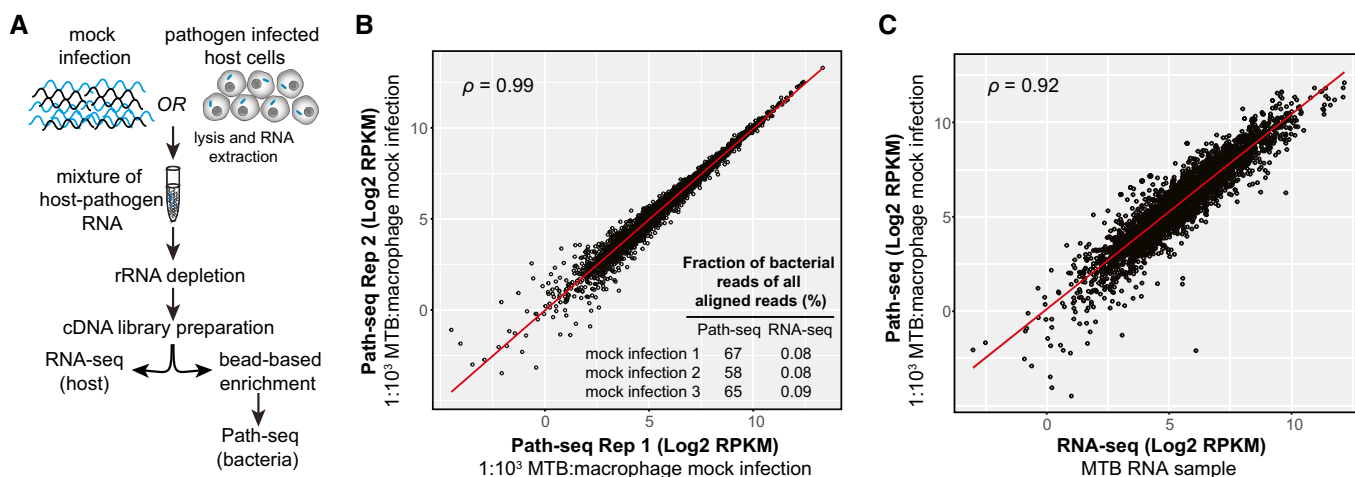 A
mock
infection
pathogen infected
host cells
OR
lysis and RNA
extraction
mixture of
host-pathogen
RNA
rRNA depletion
cDNA library preparation
RNA-seq
(host)
bead-based
enrichment
Path-seq
(bacteria)
B
Path-seq Rep 2 (Log2 RPKM)
1:10³ MTB:macrophage mock infection
10
5
0
ρ = 0.99
Fraction of bacterial
reads of all
aligned reads (%)
Path-seq RNA-seq
mock infection 1 67 0.08
mock infection 2 58 0.08
mock infection 3 65 0.09
0 5 10
Path-seq Rep 1 (Log2 RPKM)
1:10³ MTB:macrophage mock infection
C
Path-seq (Log2 RPKM)
1:10³ MTB:macrophage mock infection
10
5
0
ρ = 0.92
0 5 10
RNA-seq (Log2 RPKM)
MTB RNA sample